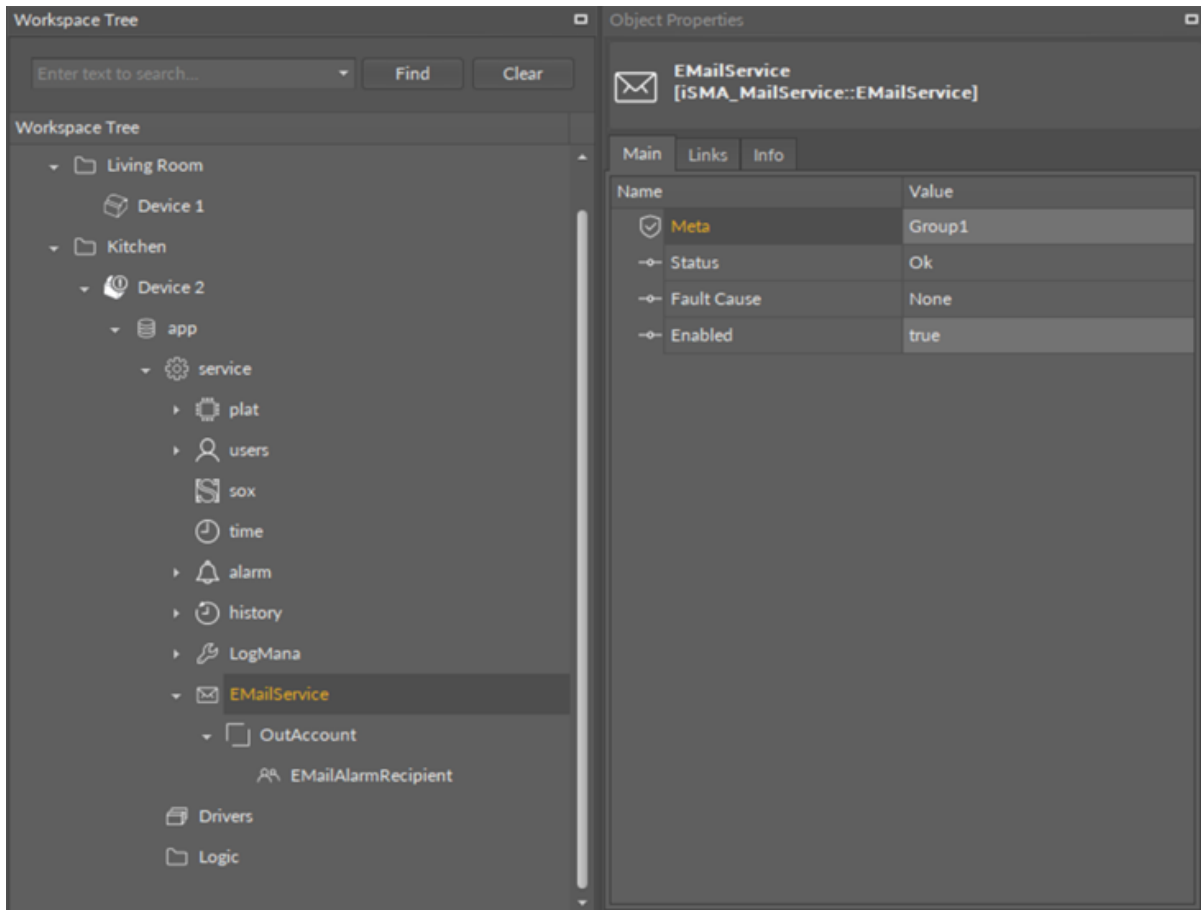 Workspace Tree
Enter text to search...
Find
Clear
Workspace Tree
Living Room
Device 1
Kitchen
Device 2
app
service
plat
users
sox
time
alarm
history
LogMana
EMailService
OutAccount
EMailAlarmRecipient
Drivers
Logic
Object Properties
EMailService
[iSMA_MailService::EMailService]
Main Links Info
Name Value
Meta Group1
Status Ok
Fault Cause None
Enabled true